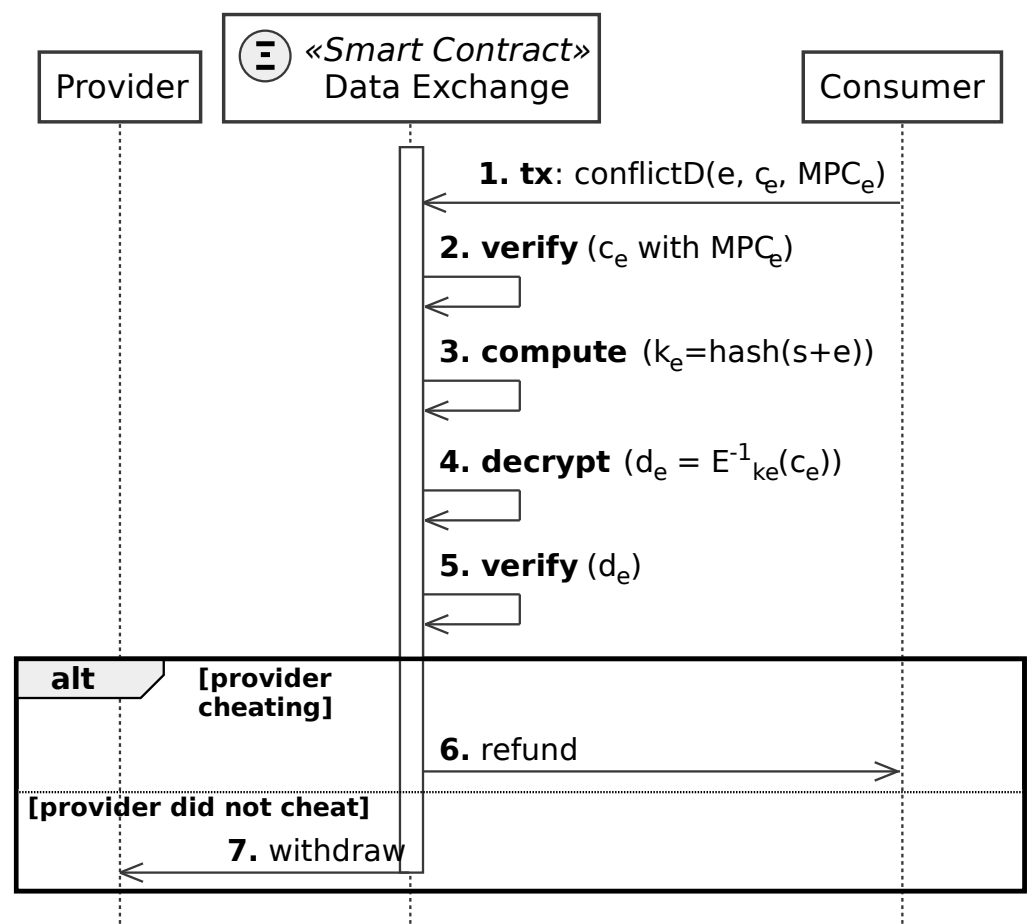 «Smart Contract»
Ξ
Provider
Data Exchange
Consumer
1. tx: conflictD(e, cₑ, MPCₑ)
2. verify (cₑ with MPCₑ)
3. compute (kₑ=hash(s+e))
4. decrypt (dₑ = E⁻¹ₖₑ(cₑ))
5. verify (dₑ)
alt
[provider
cheating]
6. refund
[provider did not cheat]
7. withdraw